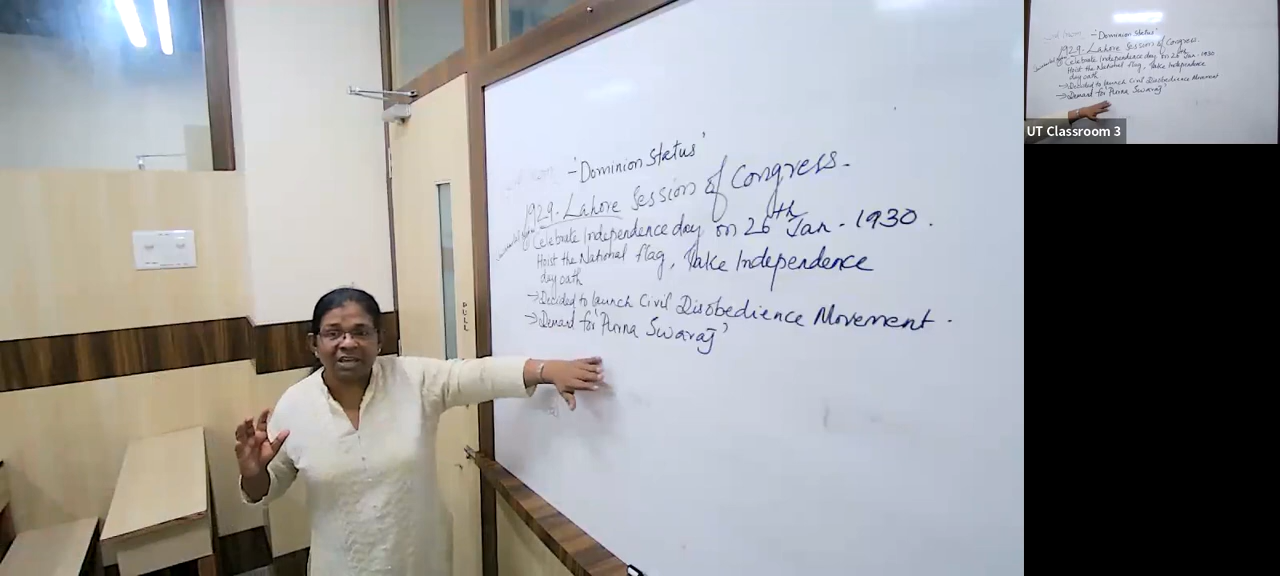 - 'Dominion Status'
1929 - Lahore Session of Congress.
Celebrate Independence day on 26th Jan - 1930.
Hoist the National flag, Take Independence
day oath
→ Decided to launch Civil Disobedience Movement.
→ Demand for 'Purna Swaraj'
PULL
UT Classroom 3